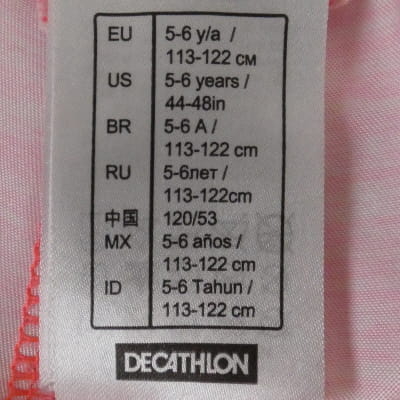 EU 5-6 y/a /
113-122 см
US 5-6 years /
44-48in
BR 5-6 A /
113-122 cm
RU 5-6лет /
113-122cm
中国 120/53
MX 5-6 años /
113-122 cm
ID 5-6 Tahun /
113-122 cm
DECATHLON